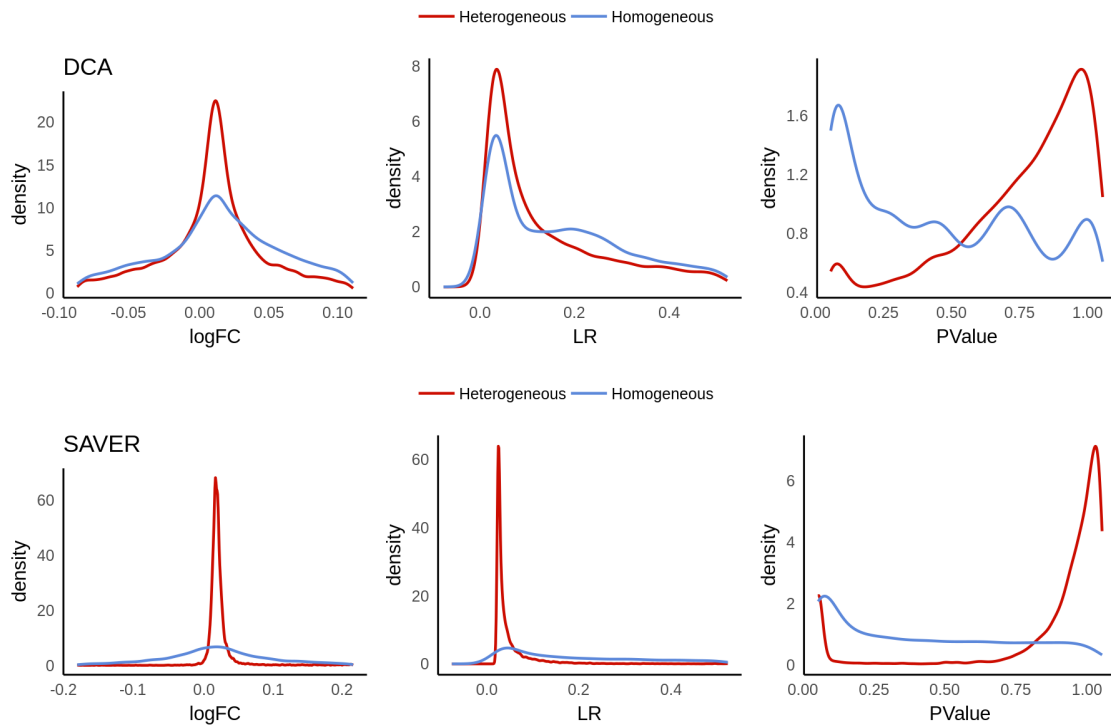 Heterogeneous Homogeneous
DCA
density
20
15
10
5
0
-0.10 -0.05 0.00 0.05 0.10
logFC
density
8
6
4
2
0
0.0 0.2 0.4
LR
density
1.6
1.2
0.8
0.4
0.00 0.25 0.50 0.75 1.00
PValue
Heterogeneous Homogeneous
SAVER
density
60
40
20
0
-0.2 -0.1 0.0 0.1 0.2
logFC
density
60
40
20
0
0.0 0.2 0.4
LR
density
6
4
2
0
0.00 0.25 0.50 0.75 1.00
PValue